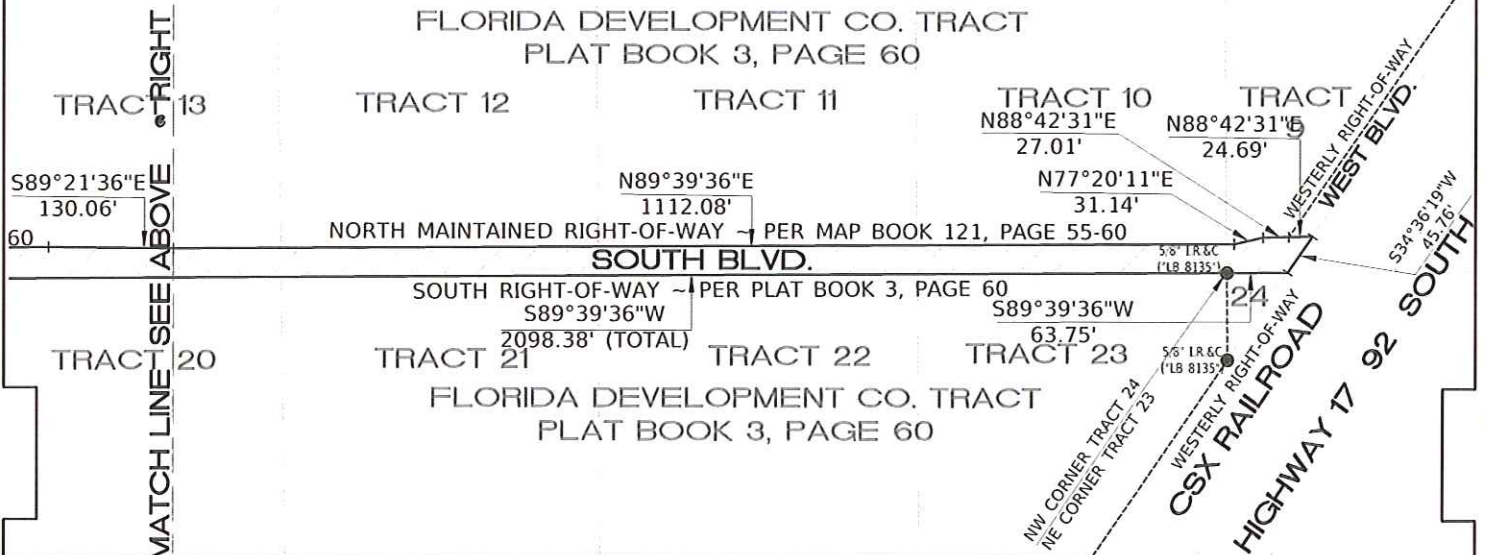 FLORIDA DEVELOPMENT CO. TRACT
PLAT BOOK 3, PAGE 60
TRACT 13
TRACT 12
TRACT 11
TRACT 10
TRACT 9
N88°42'31"E
27.01'
N88°42'31"E
24.69'
S89°21'36"E
130.06'
N89°39'36"E
1112.08'
N77°20'11"E
31.14'
WESTERLY RIGHT-OF-WAY
WEST BLVD.
S34°36'19"W
45.76'
60
NORTH MAINTAINED RIGHT-OF-WAY ~ PER MAP BOOK 121, PAGE 55-60
SOUTH BLVD.
5/8" I.R.&C
("LB 8135")
SOUTH RIGHT-OF-WAY ~ PER PLAT BOOK 3, PAGE 60
S89°39'36"W
2098.38' (TOTAL)
S89°39'36"W
63.75'
24
TRACT 20
TRACT 21
TRACT 22
TRACT 23
5/8" I.R.&C
("LB 8135")
FLORIDA DEVELOPMENT CO. TRACT
PLAT BOOK 3, PAGE 60
NW CORNER TRACT 24
NE CORNER TRACT 23
WESTERLY RIGHT-OF-WAY
CSX RAILROAD
HIGHWAY 17 92 SOUTH
MATCH LINE SEE ABOVE RIGHT